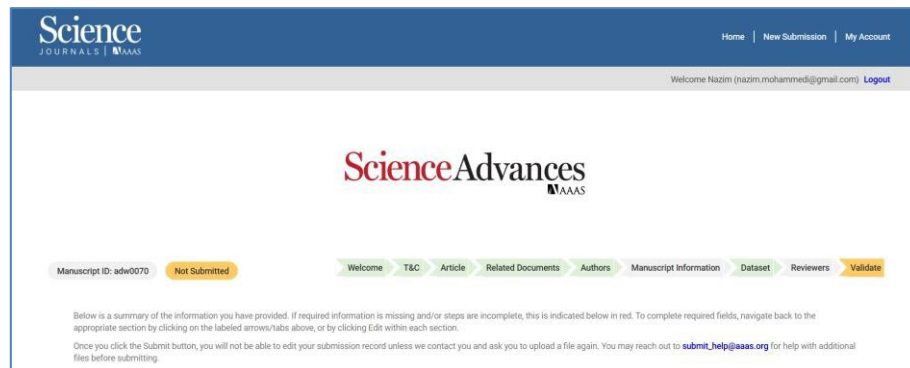 Science
JOURNALS | AAAS
Home | New Submission | My Account
Welcome Nazim (nazim.mohammedi@gmail.com) Logout
Science Advances
AAAS
Manuscript ID: adw0070 Not Submitted Welcome T&C Article Related Documents Authors Manuscript Information Dataset Reviewers Validate
Below is a summary of the information you have provided. If required information is missing and/or steps are incomplete, this is indicated below in red. To complete required fields, navigate back to the
appropriate section by clicking on the labeled arrows/tabs above, or by clicking Edit within each section.
Once you click the Submit button, you will not be able to edit your submission record unless we contact you and ask you to upload a file again. You may reach out to submit_help@aaas.org for help with additional
files before submitting.